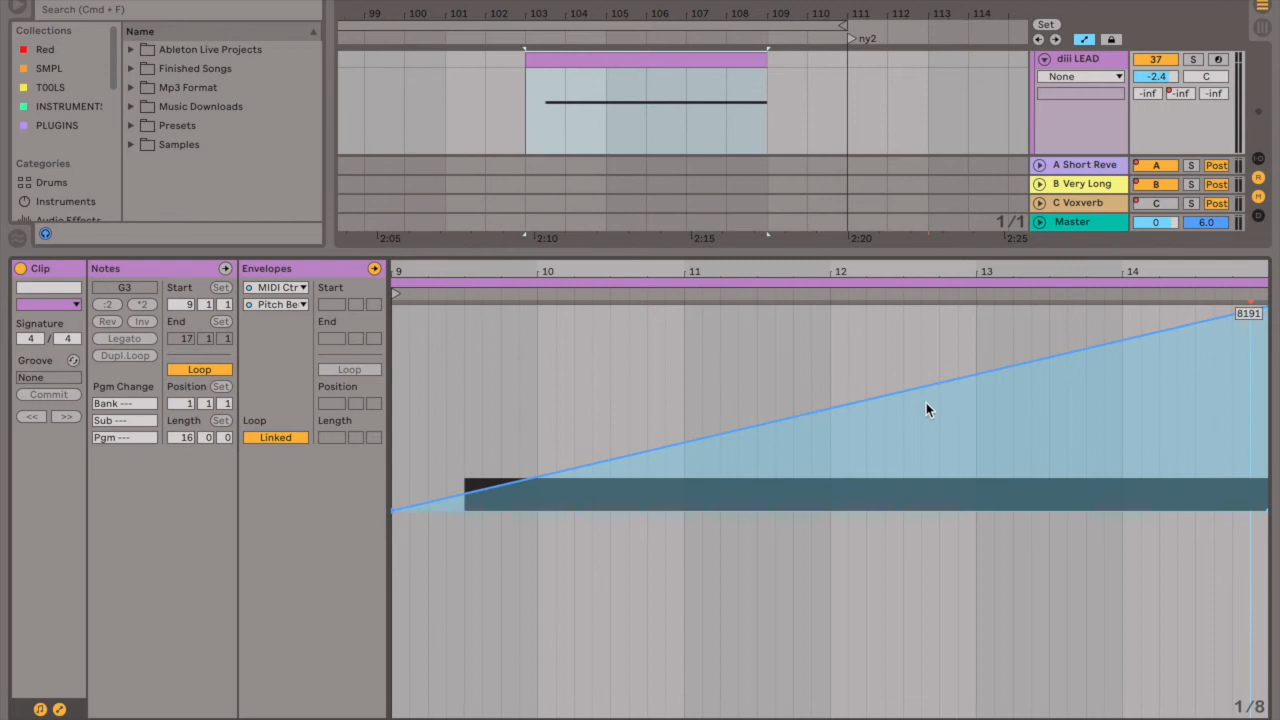 Search (Cmd + F)
Collections
Red
SMPL
T00LS
INSTRUMENT:
PLUGINS
Categories
Drums
Instruments
Audio Effects
Name
Ableton Live Projects
Finished Songs
Mp3 Format
Music Downloads
Presets
Samples
99 100 101 102 103 104 105 106 107 108 109 110 111 112 113 114
ny2
Set
diii LEAD 37 S
None -2.4 C
-inf -inf -inf
A Short Reve A S Post
B Very Long B S Post
C Voxverb C S Post
1/1 Master 0 6.0
2:05 2:10 2:15 2:20 2:25
Clip
Signature
4 / 4
Groove
None
Commit
<< >>
Notes
G3
:2 *2
Rev Inv
Legato
Dupl.Loop
Pgm Change
Bank ---
Sub ---
Pgm ---
Start Set
9 1 1
End Set
17 1 1
Loop
Position Set
1 1 1
Length Set
16 0 0
Envelopes
MIDI Ctr
Pitch Be
Loop
Linked
Start
End
Loop
Position
Length
9 10 11 12 13 14
8191
1/8